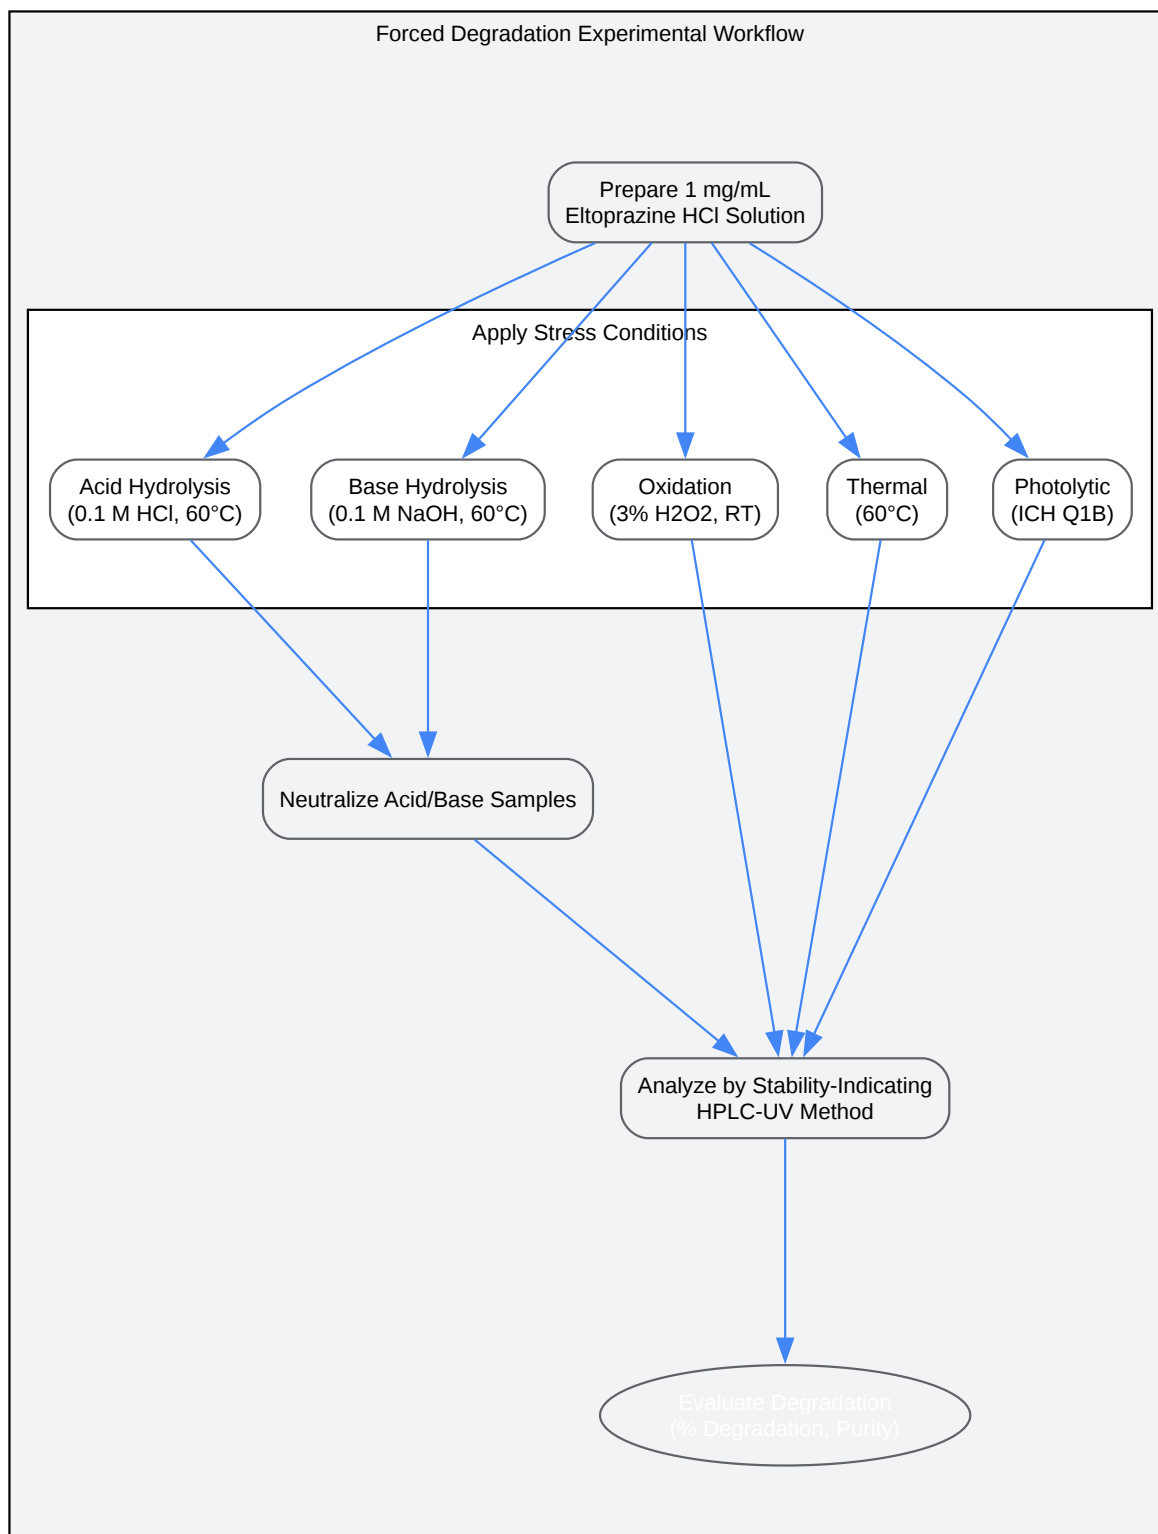 Forced Degradation Experimental Workflow
Prepare 1 mg/mL
Eltoprazine HCl Solution
Apply Stress Conditions
Acid Hydrolysis
(0.1 M HCl, 60°C)
Base Hydrolysis
(0.1 M NaOH, 60°C)
Oxidation
(3% H2O2, RT)
Thermal
(60°C)
Photolytic
(ICH Q1B)
Neutralize Acid/Base Samples
Analyze by Stability-Indicating
HPLC-UV Method
Evaluate Degradation
(% Degradation, Purity)